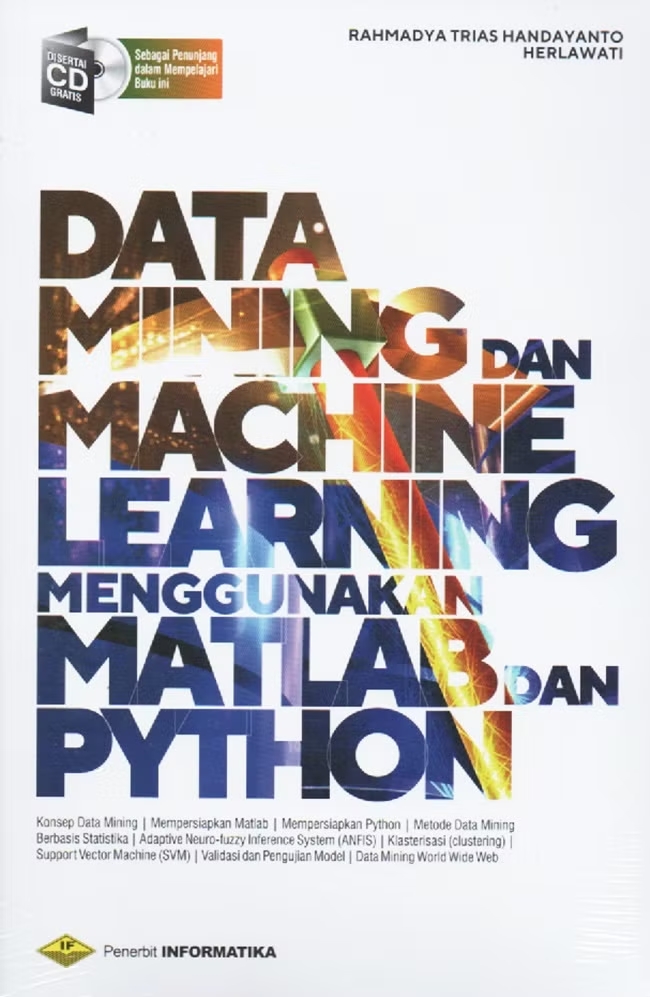 RAHMADYA TRIAS HANDAYANTO
HERLAWATI
DISERTAI
CD
GRATIS
Sebagai Penunjang
dalam Mempelajari
Buku ini
DATA
MINING DAN
MACHINE
LEARNING
MENGGUNAKAN
MATLAB DAN
PYTHON
Konsep Data Mining | Mempersiapkan Matlab | Mempersiapkan Python | Metode Data Mining
Berbasis Statistika | Adaptive Neuro-fuzzy Inference System (ANFIS) | Klasterisasi (clustering) |
Support Vector Machine (SVM) | Validasi dan Pengujian Model | Data Mining World Wide Web
IF
Penerbit INFORMATIKA